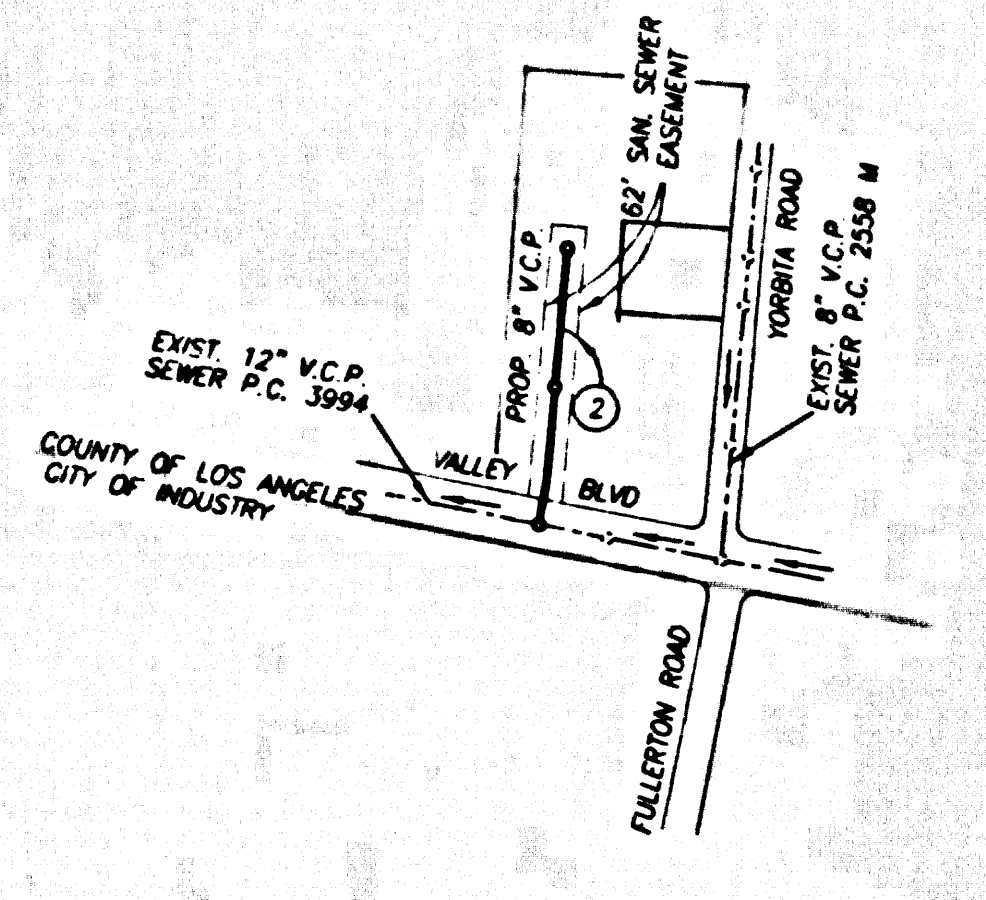 62' SAN. SEWER
EASEMENT
PROP. 8" V.C.P.
YORBITA ROAD
EXIST. 8" V.C.P.
SEWER P.C. 2558 M
EXIST. 12" V.C.P.
SEWER P.C. 3994
2
VALLEY BLVD
COUNTY OF LOS ANGELES
CITY OF INDUSTRY
FULLERTON ROAD